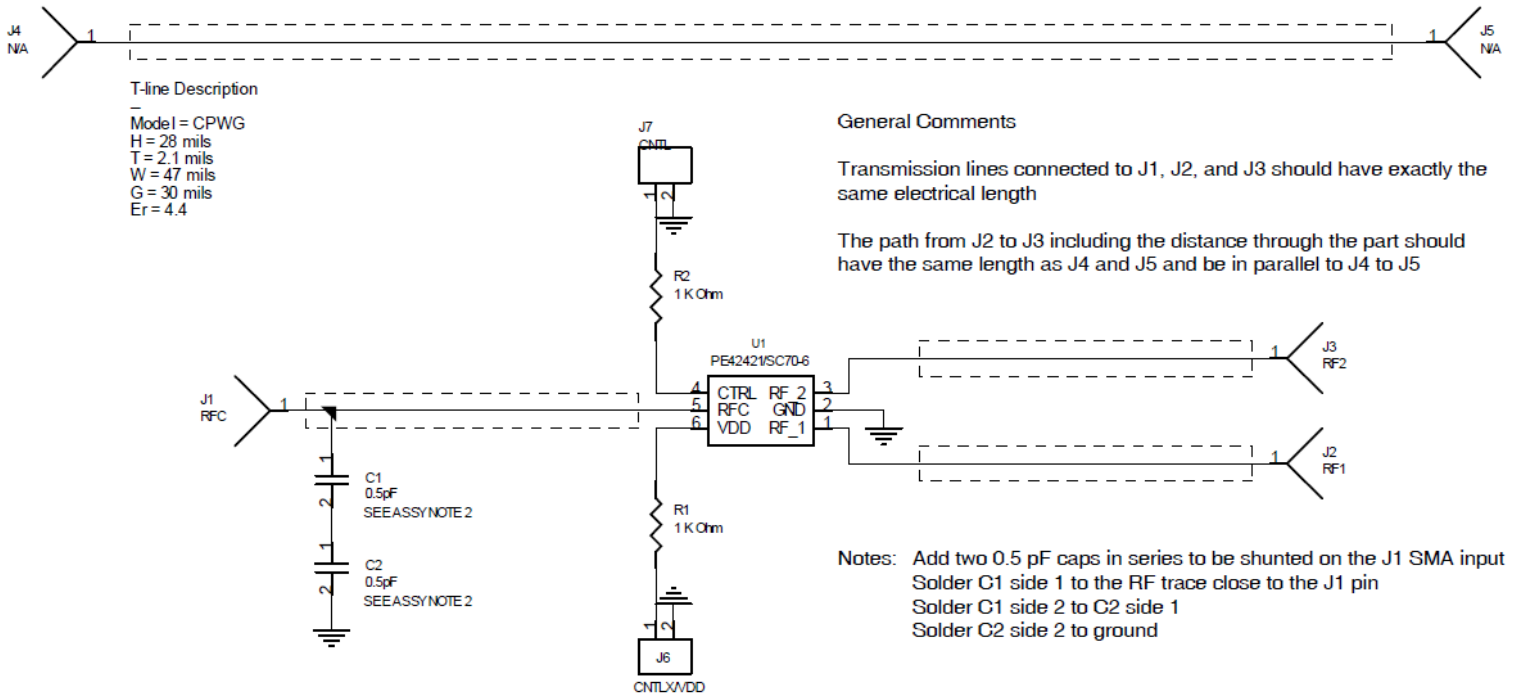 J4
N/A
1
1
J5
N/A
T-line Description
–
Model = CPWG
H = 28 mils
T = 2.1 mils
W = 47 mils
G = 30 mils
Er = 4.4
J7
CNTL
1
2
R2
1 K Ohm
General Comments
Transmission lines connected to J1, J2, and J3 should have exactly the
same electrical length
The path from J2 to J3 including the distance through the part should
have the same length as J4 and J5 and be in parallel to J4 to J5
U1
PE42421/SC70-6
4
CTRL
RF_2
3
5
RFC
GND
2
6
VDD
RF_1
1
J1
RFC
1
1
J3
RF2
1
J2
RF1
1
2
C1
0.5pF
SEE ASSY NOTE 2
1
2
C2
0.5pF
SEE ASSY NOTE 2
R1
1 K Ohm
1
2
J6
CNTLX/VDD
Notes: Add two 0.5 pF caps in series to be shunted on the J1 SMA input
Solder C1 side 1 to the RF trace close to the J1 pin
Solder C1 side 2 to C2 side 1
Solder C2 side 2 to ground